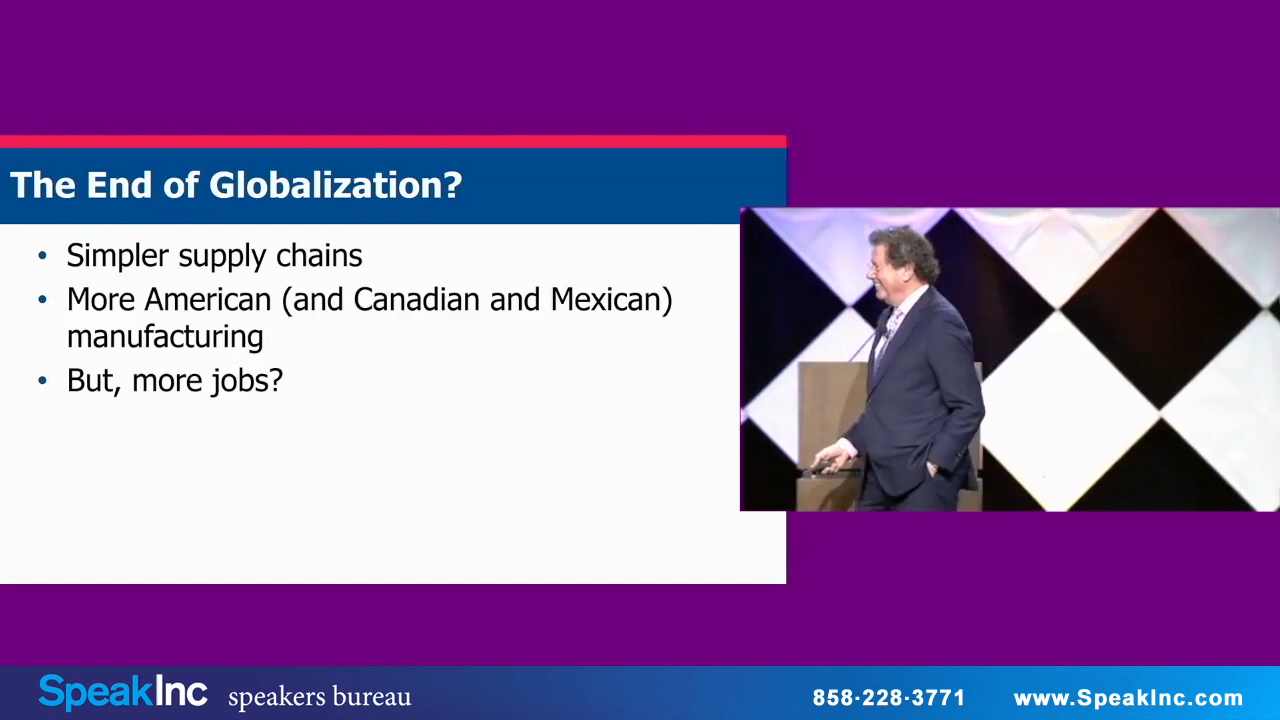 The End of Globalization?
• Simpler supply chains
• More American (and Canadian and Mexican)
manufacturing
• But, more jobs?
SpeakInc speakers bureau
858·228·3771 www.SpeakInc.com